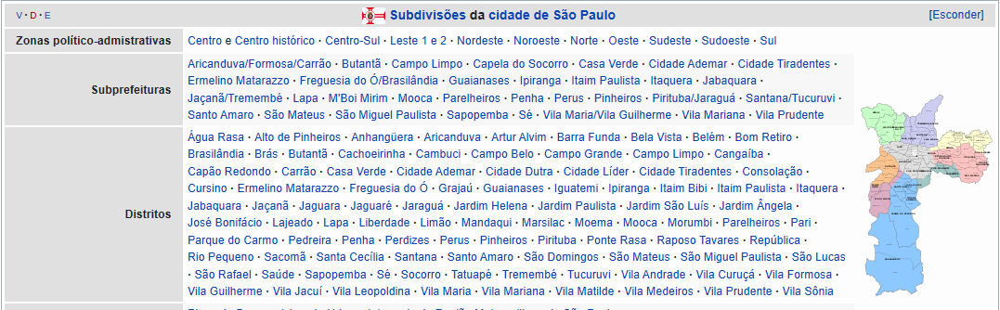 V · D · E
Subdivisões da cidade de São Paulo
[Esconder]
Zonas político-admistrativas
Centro e Centro histórico · Centro-Sul · Leste 1 e 2 · Nordeste · Noroeste · Norte · Oeste · Sudeste · Sudoeste · Sul
Subprefeituras
Aricanduva/Formosa/Carrão · Butantã · Campo Limpo · Capela do Socorro · Casa Verde · Cidade Ademar · Cidade Tiradentes ·
Ermelino Matarazzo · Freguesia do Ó/Brasilândia · Guaianases · Ipiranga · Itaim Paulista · Itaquera · Jabaquara ·
Jaçanã/Tremembé · Lapa · M'Boi Mirim · Mooca · Parelheiros · Penha · Perus · Pinheiros · Pirituba/Jaraguá · Santana/Tucuruvi ·
Santo Amaro · São Mateus · São Miguel Paulista · Sapopemba · Sé · Vila Maria/Vila Guilherme · Vila Mariana · Vila Prudente
Distritos
Água Rasa · Alto de Pinheiros · Anhangüera · Aricanduva · Artur Alvim · Barra Funda · Bela Vista · Belém · Bom Retiro ·
Brasilândia · Brás · Butantã · Cachoeirinha · Cambuci · Campo Belo · Campo Grande · Campo Limpo · Cangaíba ·
Capão Redondo · Carrão · Casa Verde · Cidade Ademar · Cidade Dutra · Cidade Líder · Cidade Tiradentes · Consolação ·
Cursino · Ermelino Matarazzo · Freguesia do Ó · Grajaú · Guaianases · Iguatemi · Ipiranga · Itaim Bibi · Itaim Paulista · Itaquera ·
Jabaquara · Jaçanã · Jaguara · Jaguaré · Jaraguá · Jardim Helena · Jardim Paulista · Jardim São Luís · Jardim Ângela ·
José Bonifácio · Lajeado · Lapa · Liberdade · Limão · Mandaqui · Marsilac · Moema · Mooca · Morumbi · Parelheiros · Pari ·
Parque do Carmo · Pedreira · Penha · Perdizes · Perus · Pinheiros · Pirituba · Ponte Rasa · Raposo Tavares · República ·
Rio Pequeno · Sacomã · Santa Cecília · Santana · Santo Amaro · São Domingos · São Mateus · São Miguel Paulista · São Lucas
· São Rafael · Saúde · Sapopemba · Sé · Socorro · Tatuapé · Tremembé · Tucuruvi · Vila Andrade · Vila Curuçá · Vila Formosa ·
Vila Guilherme · Vila Jacuí · Vila Leopoldina · Vila Maria · Vila Mariana · Vila Matilde · Vila Medeiros · Vila Prudente · Vila Sônia